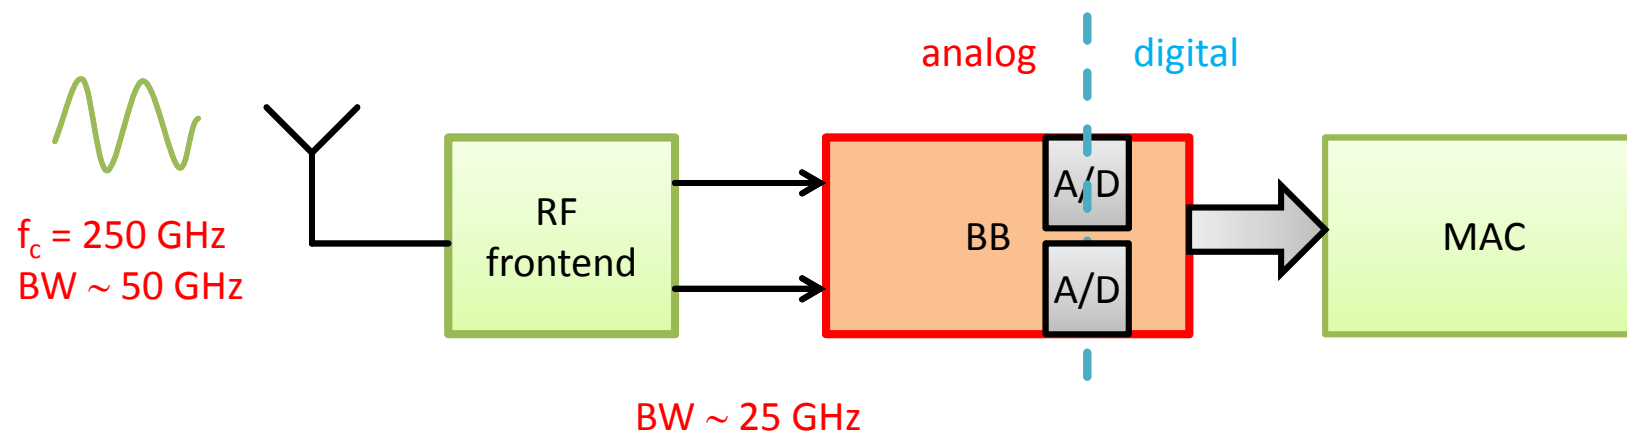 analog
digital
f_c = 250 GHz
BW ~ 50 GHz
RF
frontend
BB
A/D
A/D
MAC
BW ~ 25 GHz